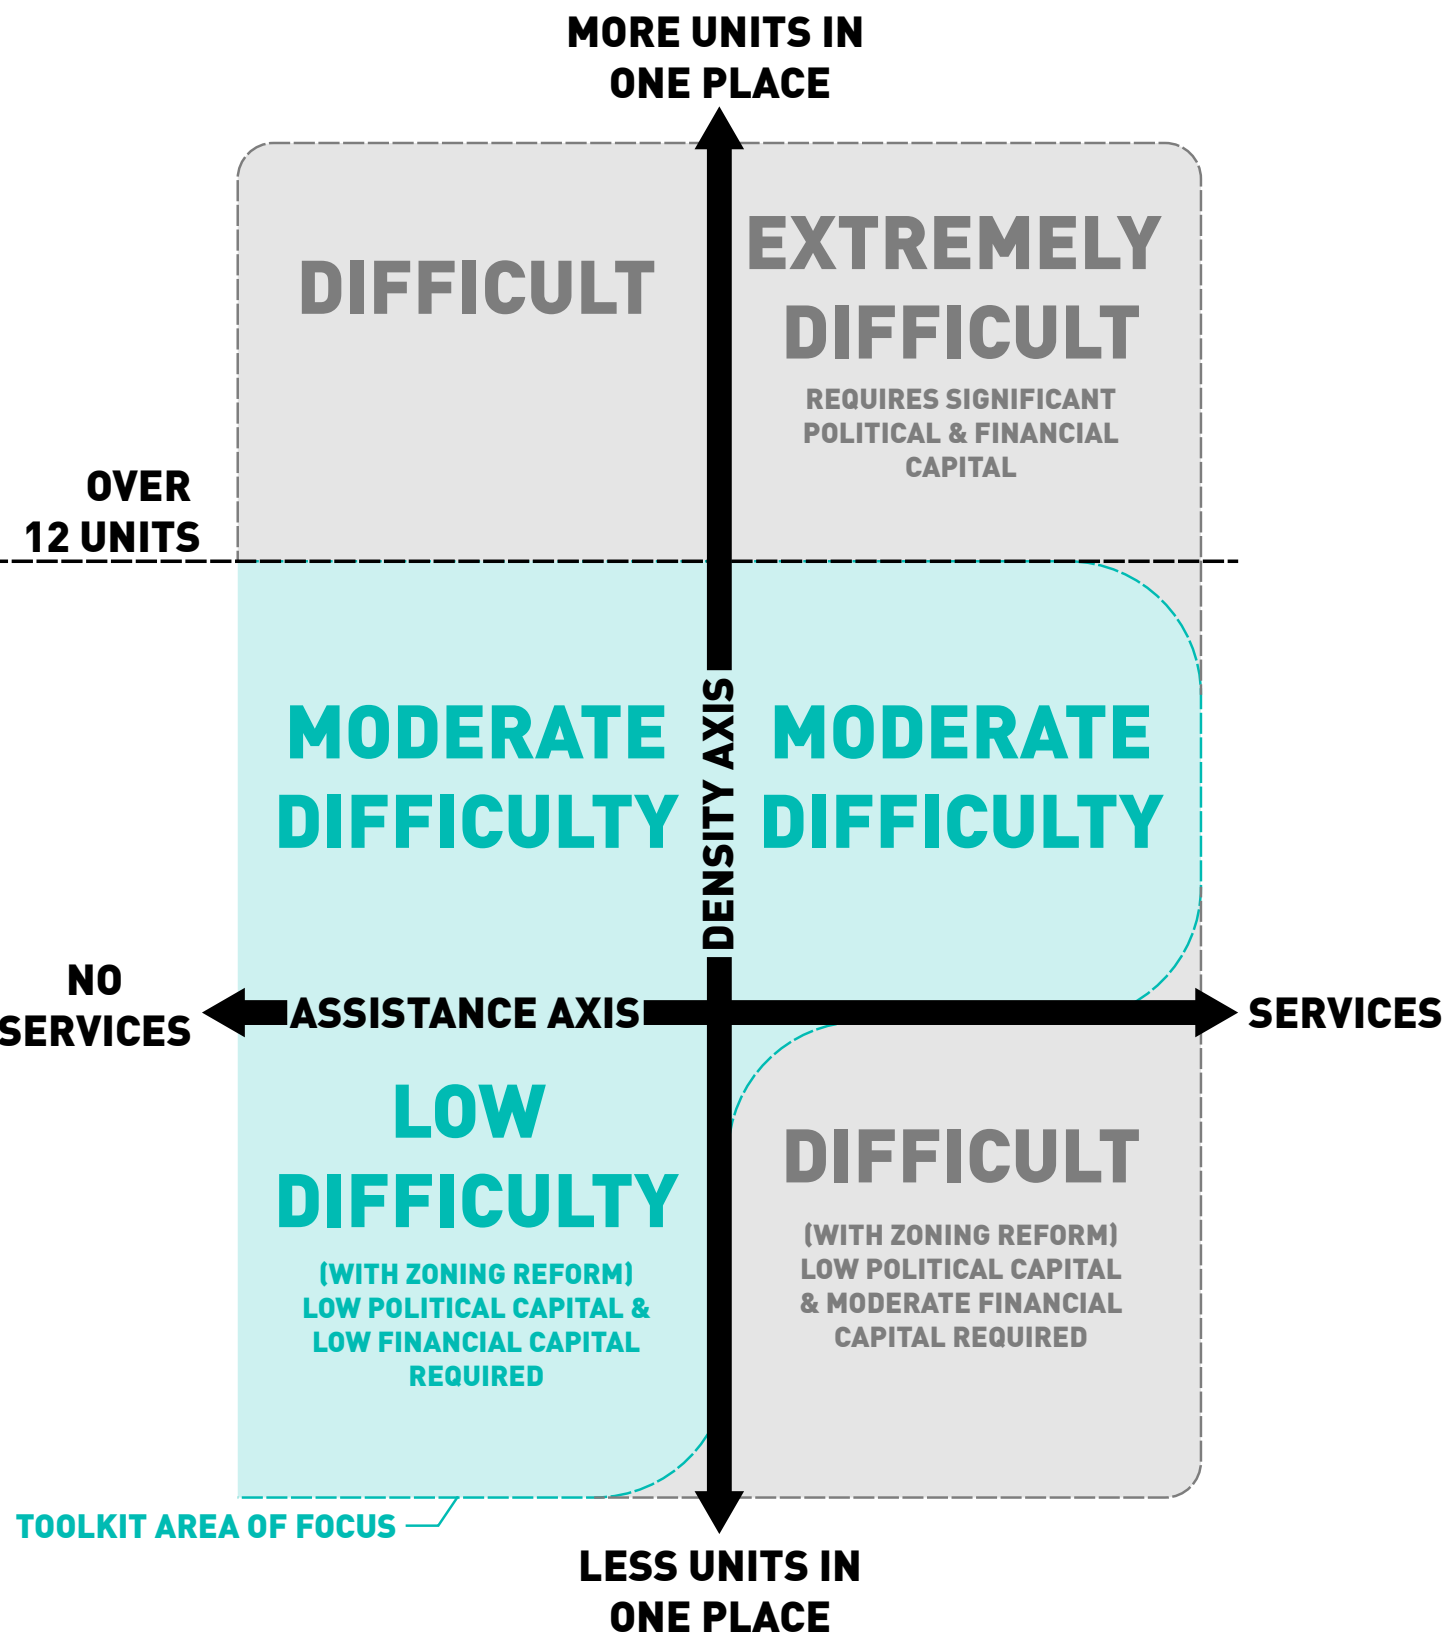 MORE UNITS IN
ONE PLACE
DIFFICULT
EXTREMELY
DIFFICULT
REQUIRES SIGNIFICANT
POLITICAL & FINANCIAL
CAPITAL
OVER
12 UNITS
MODERATE
DIFFICULTY
DENSITY AXIS
MODERATE
DIFFICULTY
NO
SERVICES
ASSISTANCE AXIS
SERVICES
LOW
DIFFICULTY
(WITH ZONING REFORM)
LOW POLITICAL CAPITAL &
LOW FINANCIAL CAPITAL
REQUIRED
DIFFICULT
(WITH ZONING REFORM)
LOW POLITICAL CAPITAL
& MODERATE FINANCIAL
CAPITAL REQUIRED
TOOLKIT AREA OF FOCUS
LESS UNITS IN
ONE PLACE